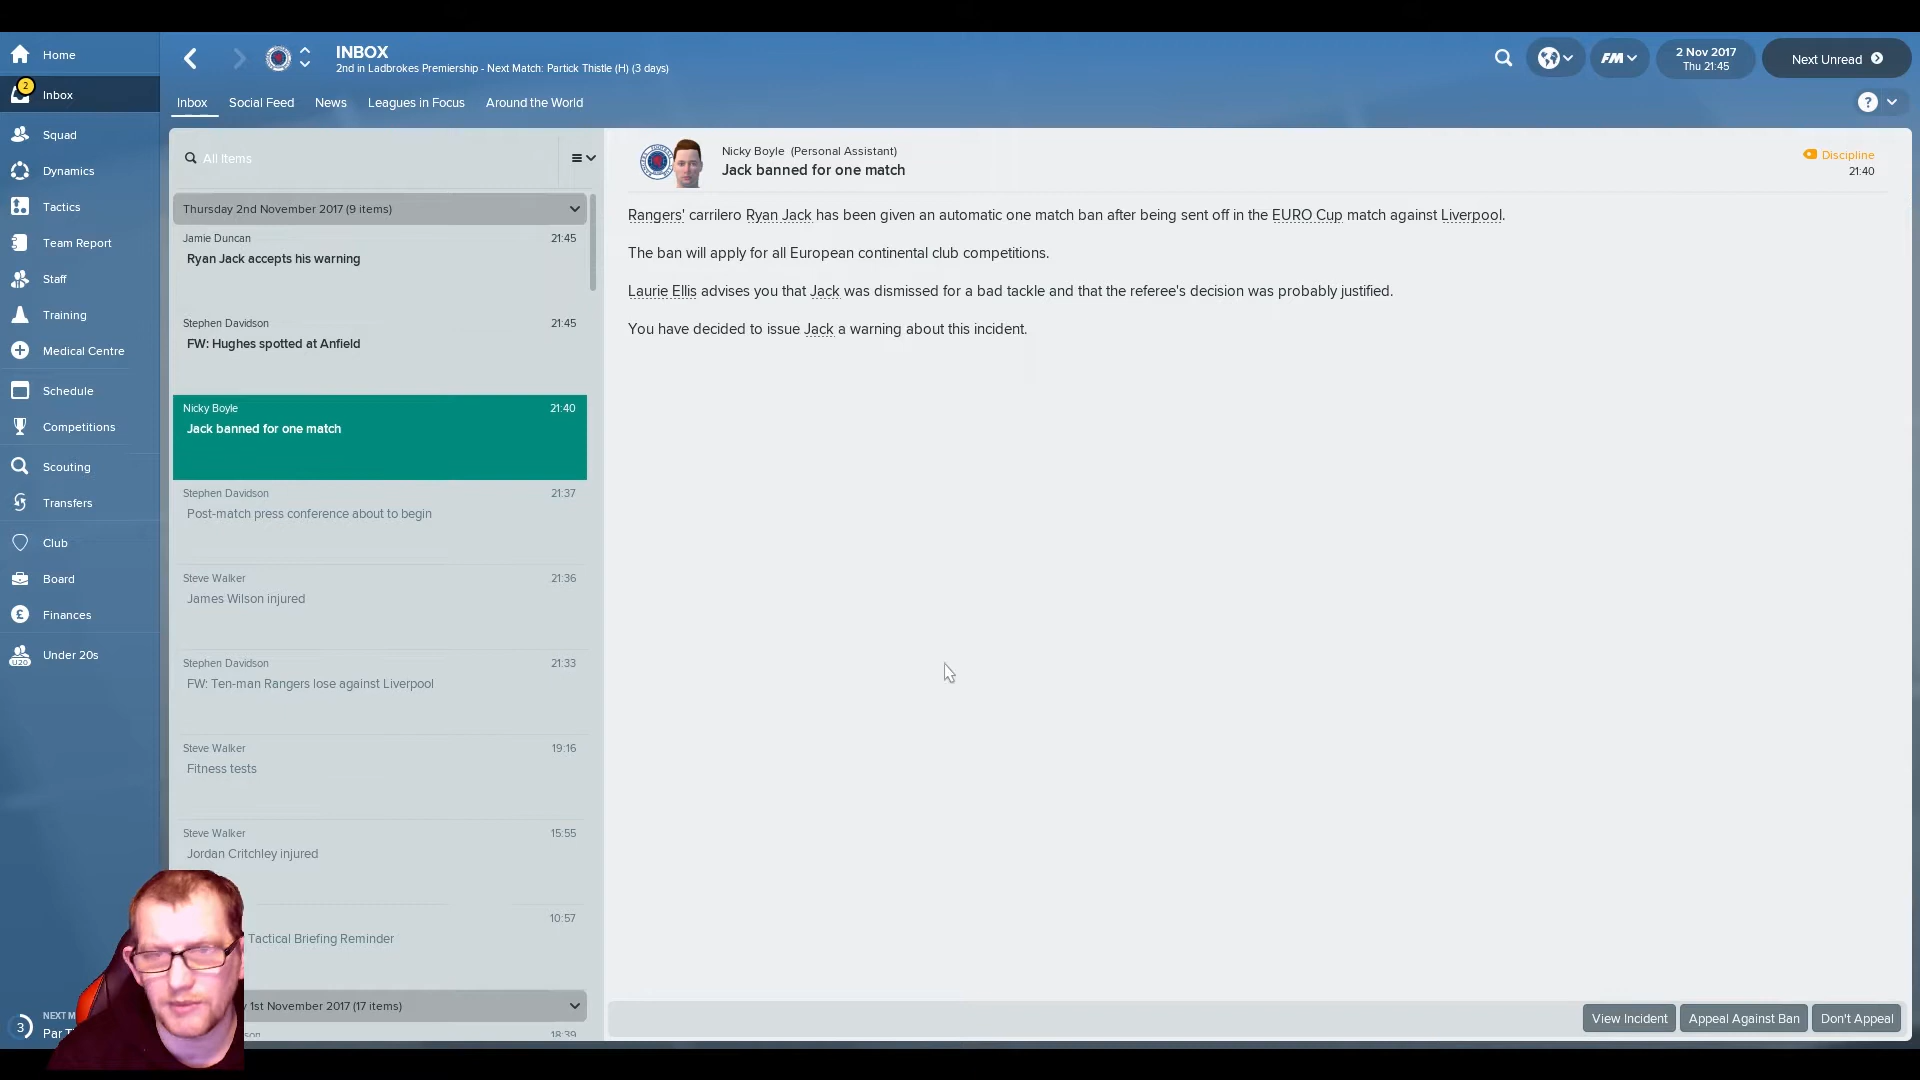 Home
2
Inbox
Squad
Dynamics
Tactics
Team Report
Staff
Training
Medical Centre
Schedule
Competitions
Scouting
Transfers
Club
Board
Finances
U20
Under 20s
3
INBOX
2nd in Ladbrokes Premiership - Next Match: Partick Thistle (H) (3 days)
FM
2 Nov 2017
Thu 21:45
Next Unread
Inbox
Social Feed
News
Leagues in Focus
Around the World
?
All Items
Thursday 2nd November 2017 (9 items)
Jamie Duncan 21:45
Ryan Jack accepts his warning
Stephen Davidson 21:45
FW: Hughes spotted at Anfield
Nicky Boyle 21:40
Jack banned for one match
Stephen Davidson 21:37
Post-match press conference about to begin
Steve Walker 21:36
James Wilson injured
Stephen Davidson 21:33
FW: Ten-man Rangers lose against Liverpool
Steve Walker 19:16
Fitness tests
Steve Walker 15:55
Jordan Critchley injured
10:57
Tactical Briefing Reminder
1st November 2017 (17 items)
18:39
Nicky Boyle (Personal Assistant)
Jack banned for one match
Discipline
21:40
Rangers' carrilero Ryan Jack has been given an automatic one match ban after being sent off in the EURO Cup match against Liverpool.
The ban will apply for all European continental club competitions.
Laurie Ellis advises you that Jack was dismissed for a bad tackle and that the referee's decision was probably justified.
You have decided to issue Jack a warning about this incident.
View Incident
Appeal Against Ban
Don't Appeal